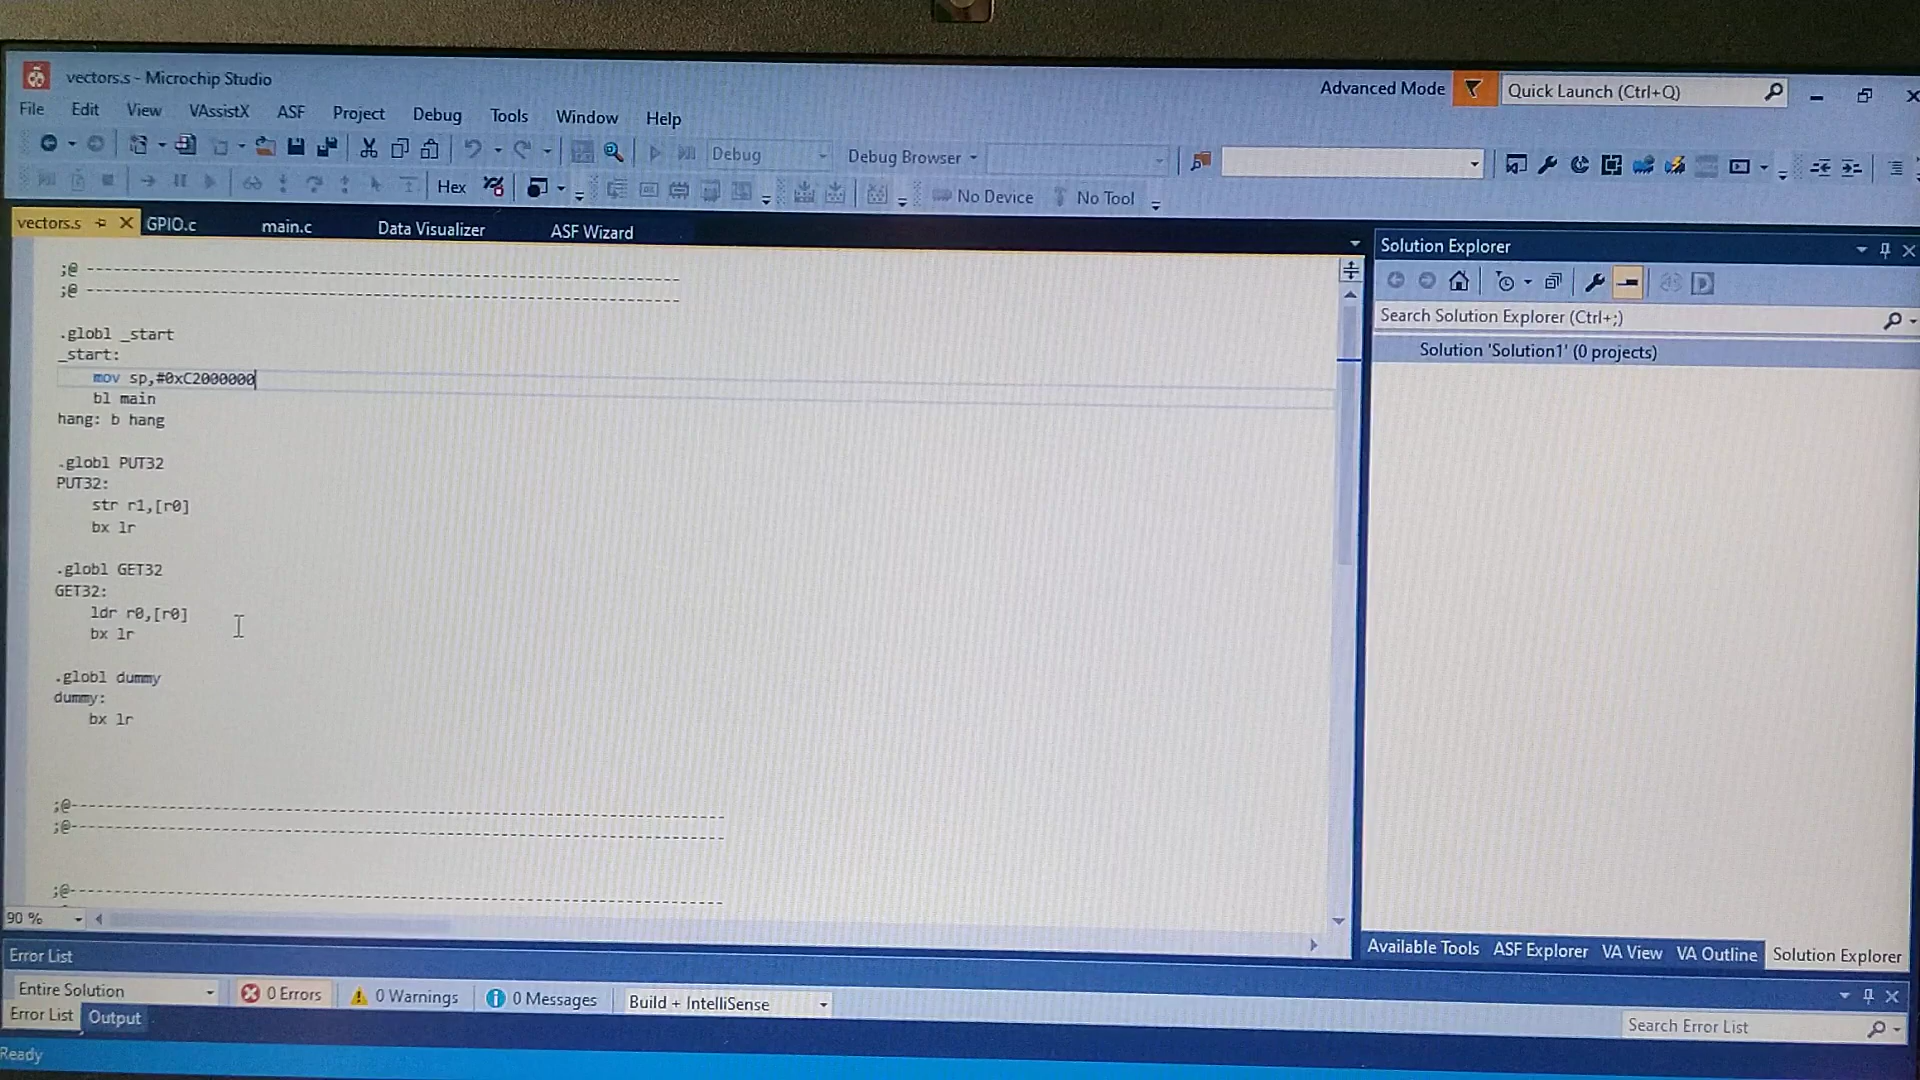 vectors.s - Microchip Studio
Advanced Mode
Quick Launch (Ctrl+Q)
File Edit View VAssistX ASF Project Debug Tools Window Help
Debug
Debug Browser
Hex
No Device
No Tool
vectors.s
GPIO.c
main.c
Data Visualizer
ASF Wizard
;@ ------------------------------------------------------------------
;@ ------------------------------------------------------------------
.globl _start
_start:
mov sp,#0xC2000000
bl main
hang: b hang
.globl PUT32
PUT32:
str r1,[r0]
bx lr
.globl GET32
GET32:
ldr r0,[r0]
bx lr
.globl dummy
dummy:
bx lr
;@-------------------------------------------------------------------------
;@-------------------------------------------------------------------------
;@-------------------------------------------------------------------------
90 %
Solution Explorer
Search Solution Explorer (Ctrl+;)
Solution 'Solution1' (0 projects)
Available Tools ASF Explorer VA View VA Outline Solution Explorer
Error List
Entire Solution
0 Errors
0 Warnings
0 Messages
Build + IntelliSense
Search Error List
Error List
Output
Ready